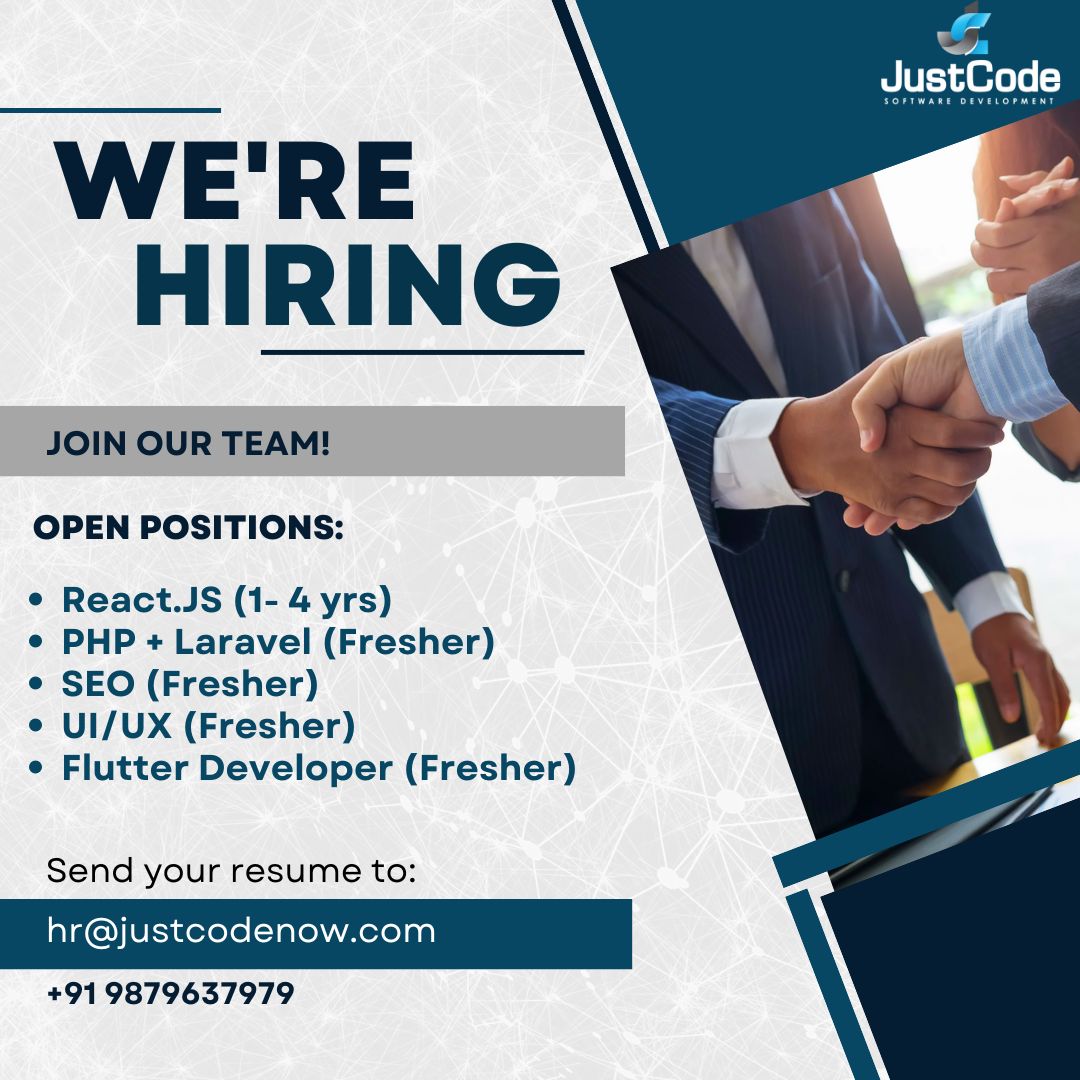 JustCode
SOFTWARE DEVELOPMENT
WE'RE
HIRING
JOIN OUR TEAM!
OPEN POSITIONS:
• React.JS (1- 4 yrs)
• PHP + Laravel (Fresher)
• SEO (Fresher)
• UI/UX (Fresher)
• Flutter Developer (Fresher)
Send your resume to:
hr@justcodenow.com
+91 9879637979